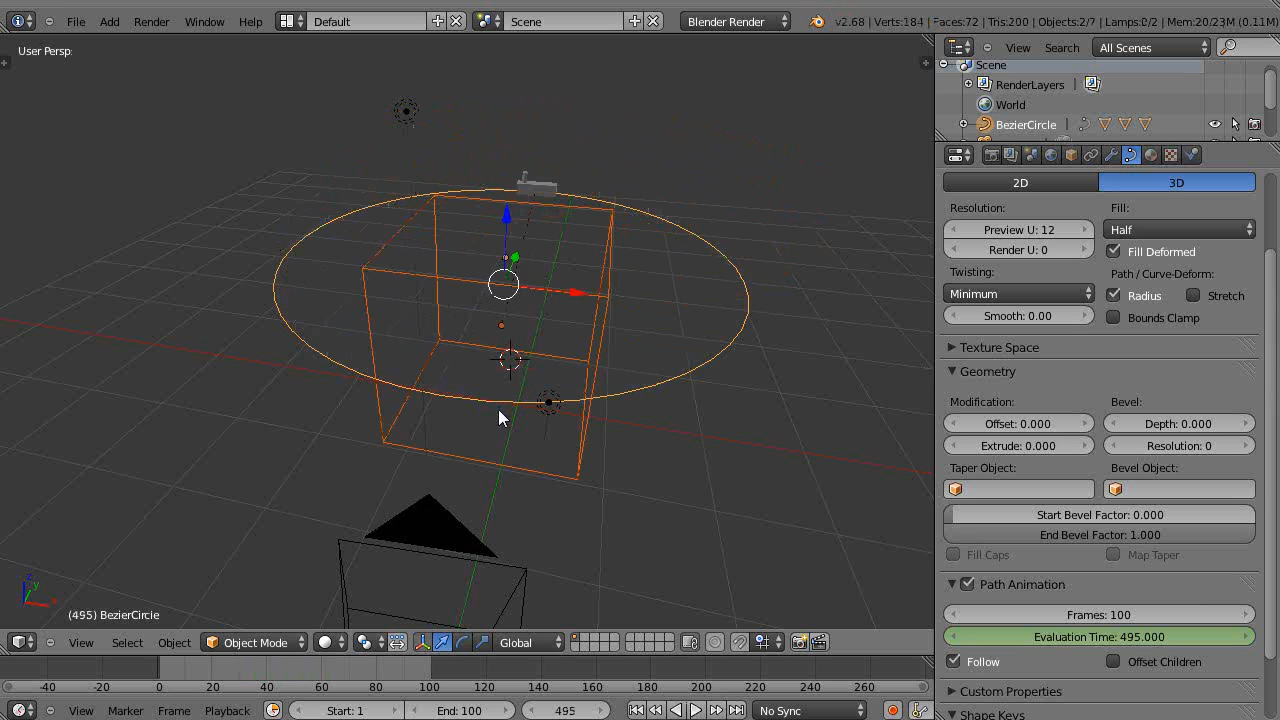 File Add Render Window Help Default Scene Blender Render v2.68 | Verts:184 | Faces:72 | Tris:200 | Objects:2/7 | Lamps:0/2 | Mem:20/23M (0.11M)
User Persp
View Search All Scenes
Scene
RenderLayers
World
BezierCircle
2D 3D
Resolution: Fill:
Preview U: 12 Half
Render U: 0 Fill Deformed
Twisting: Path / Curve-Deform:
Minimum Radius Stretch
Smooth: 0.00 Bounds Clamp
Texture Space
Geometry
Modification: Bevel:
Offset: 0.000 Depth: 0.000
Extrude: 0.000 Resolution: 0
Taper Object: Bevel Object:
Start Bevel Factor: 0.000
End Bevel Factor: 1.000
Fill Caps Map Taper
Path Animation
Frames: 100
Evaluation Time: 495.000
Follow Offset Children
Custom Properties
Shape Keys
z
y
(495) BezierCircle
View Select Object Object Mode Global
-40 -20 0 20 40 60 80 100 120 140 160 180 200 220 240 260
View Marker Frame Playback Start: 1 End: 100 495 No Sync